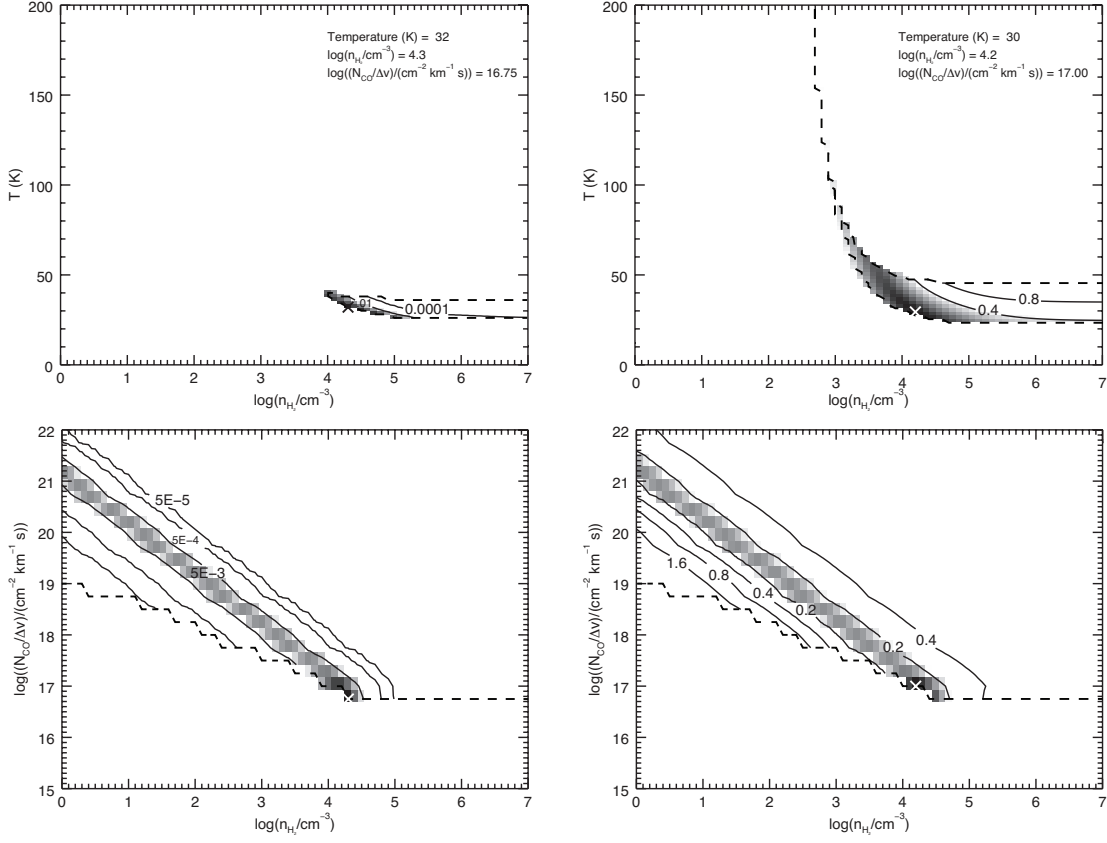 200
150
100
50
0
T (K)
Temperature (K) = 32
log(n_H₂/cm⁻³) = 4.3
log((N_CO/Δv)/(cm⁻² km⁻¹ s)) = 16.75
.01
0.0001
0 1 2 3 4 5 6 7
log(n_H₂/cm⁻³)
200
150
100
50
0
T (K)
Temperature (K) = 30
log(n_H₂/cm⁻³) = 4.2
log((N_CO/Δv)/(cm⁻² km⁻¹ s)) = 17.00
0.8
0.4
0 1 2 3 4 5 6 7
log(n_H₂/cm⁻³)
22
21
20
19
18
17
16
15
log((N_CO/Δv)/(cm⁻² km⁻¹ s))
5E−5
5E−4
5E−3
0 1 2 3 4 5 6 7
log(n_H₂/cm⁻³)
22
21
20
19
18
17
16
15
log((N_CO/Δv)/(cm⁻² km⁻¹ s))
1.6
0.8
0.4
0.2
0.2
0.4
0 1 2 3 4 5 6 7
log(n_H₂/cm⁻³)